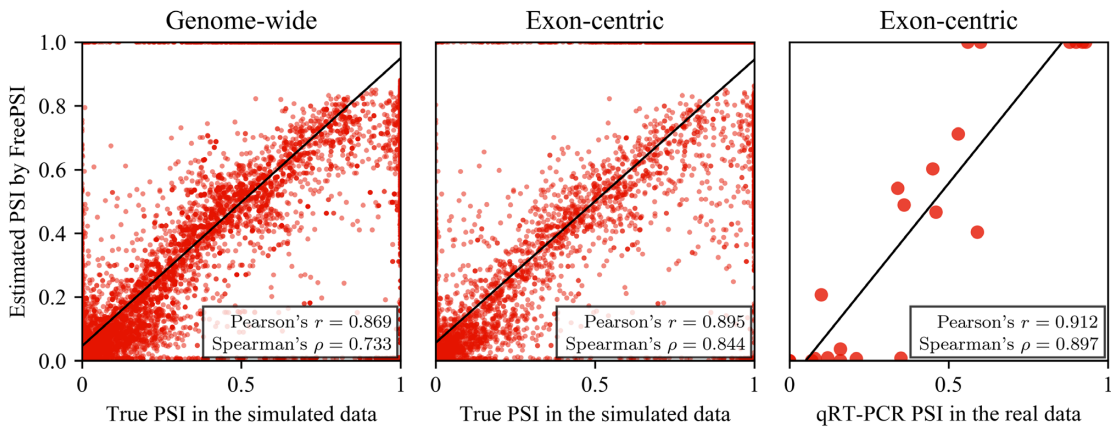 Genome-wide
Exon-centric
Exon-centric
Estimated PSI by FreePSI
1.0
0.8
0.6
0.4
0.2
0.0
Pearson's r = 0.869
Spearman's ρ = 0.733
0 0.5 1
True PSI in the simulated data
Pearson's r = 0.895
Spearman's ρ = 0.844
0 0.5 1
True PSI in the simulated data
Pearson's r = 0.912
Spearman's ρ = 0.897
0 0.5 1
qRT-PCR PSI in the real data